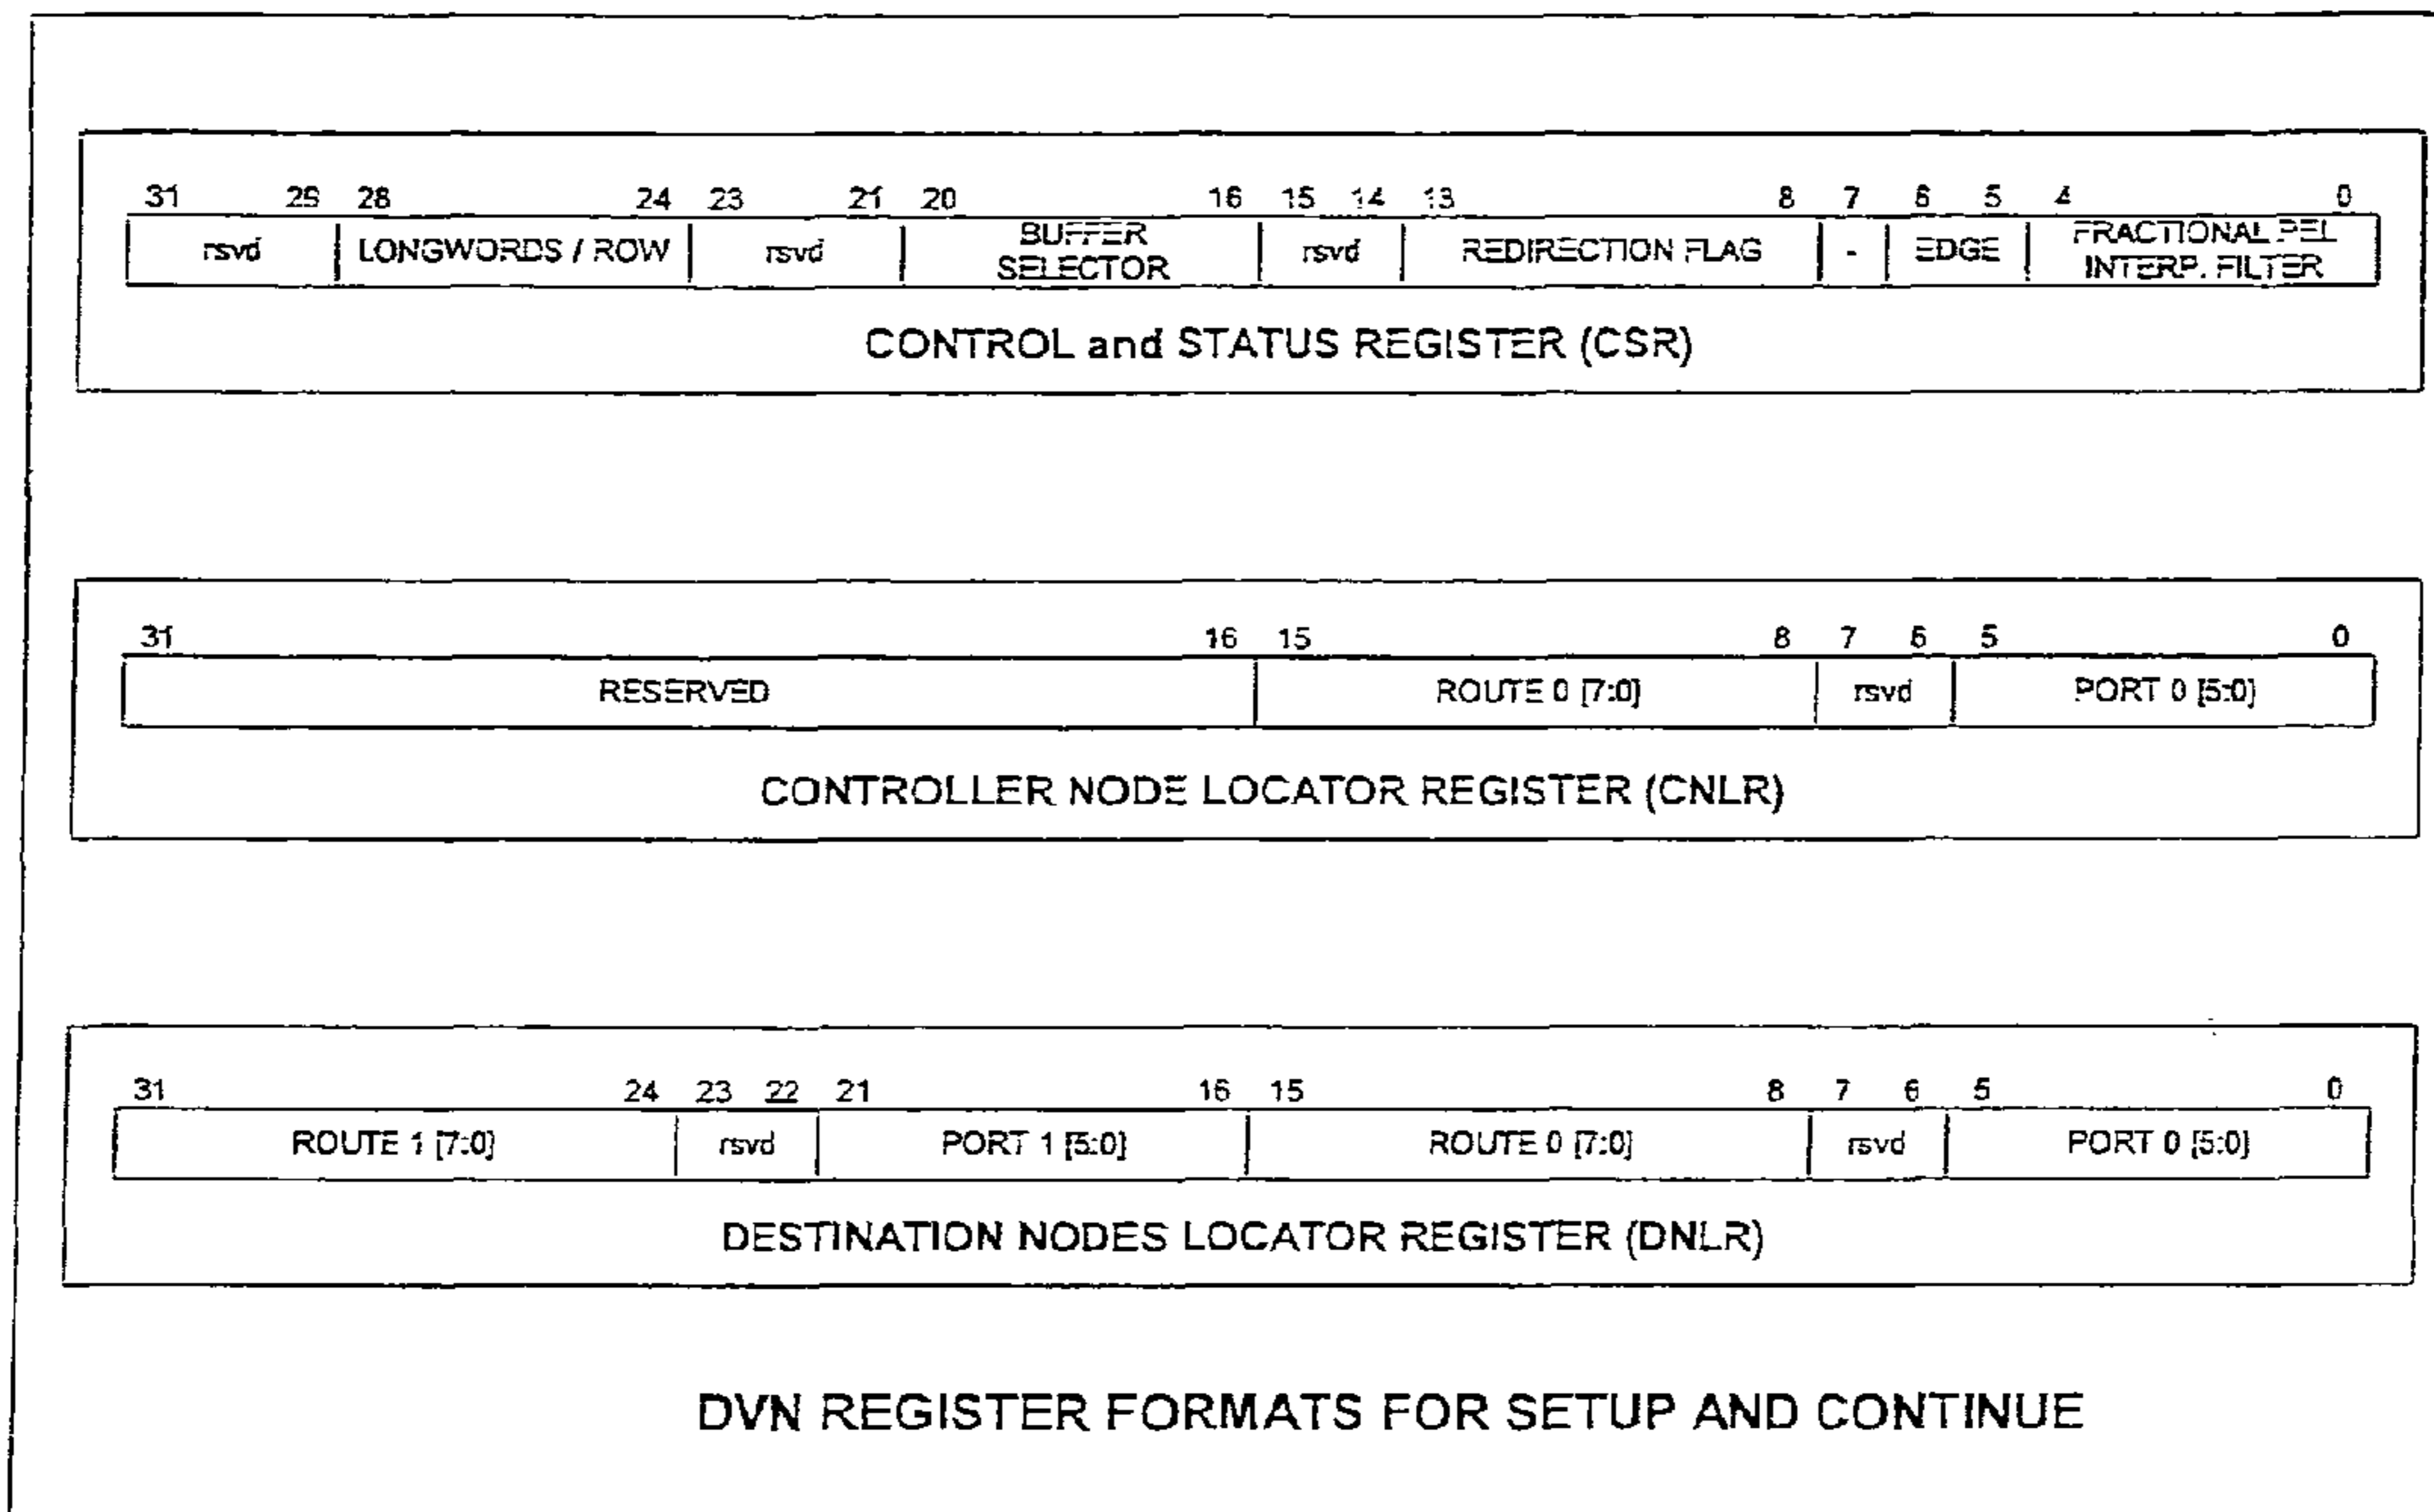 31 29 28 24 23 21 20 16 15 14 13 8 7 6 5 4 0
rsvd LONGWORDS / ROW rsvd BUFFER SELECTOR rsvd REDIRECTION FLAG - EDGE FRACTIONAL PEL INTERP. FILTER
CONTROL and STATUS REGISTER (CSR)
31 16 15 8 7 6 5 0
RESERVED ROUTE 0 [7:0] rsvd PORT 0 [5:0]
CONTROLLER NODE LOCATOR REGISTER (CNLR)
31 24 23 22 21 16 15 8 7 6 5 0
ROUTE 1 [7:0] rsvd PORT 1 [5:0] ROUTE 0 [7:0] rsvd PORT 0 [5:0]
DESTINATION NODES LOCATOR REGISTER (DNLR)
DVN REGISTER FORMATS FOR SETUP AND CONTINUE